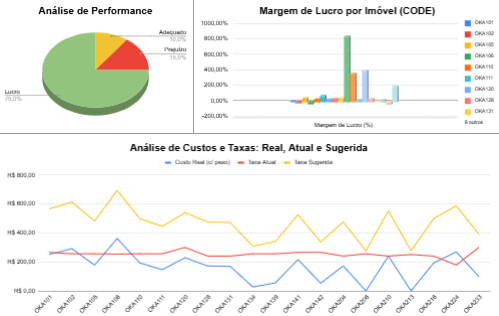 Análise de Performance
Adequado
10,0%
Prejuízo
15,0%
Lucro
75,0%
Margem de Lucro por Imóvel (CODE)
1000,00%
800,00%
600,00%
400,00%
200,00%
0,00%
-200,00%
Margem de Lucro (%)
OKA101
OKA102
OKA105
OKA106
OKA110
OKA111
OKA120
OKA128
OKA131
9 outros
Análise de Custos e Taxas: Real, Atual e Sugerida
Custo Real (c/ peso)
Taxa Atual
Taxa Sugerida
R$ 800,00
R$ 600,00
R$ 400,00
R$ 200,00
R$ 0,00
OKA101
OKA102
OKA105
OKA106
OKA110
OKA111
OKA120
OKA128
OKA131
OKA134
OKA139
OKA141
OKA142
OKA204
OKA208
OKA210
OKA213
OKA218
OKA224
OKA233